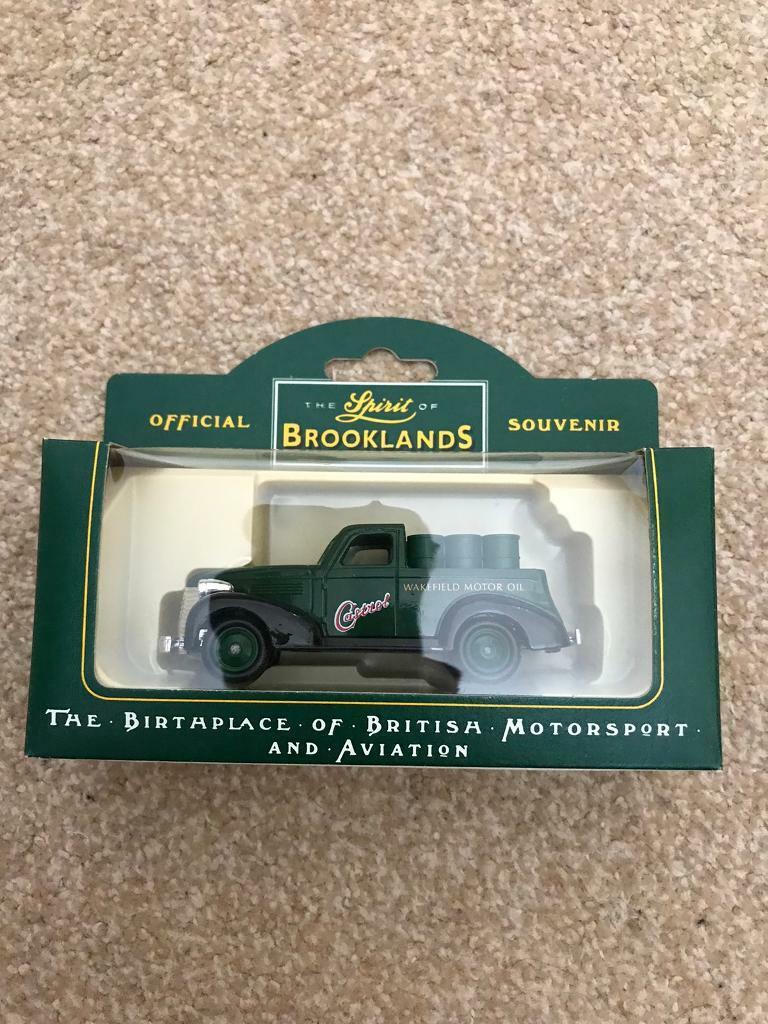 THE Spirit OF
OFFICIAL BROOKLANDS SOUVENIR
Castrol WAKEFIELD MOTOR OIL
THE · BIRTHPLACE · OF · BRITISH · MOTORSPORT ·
AND · AVIATION